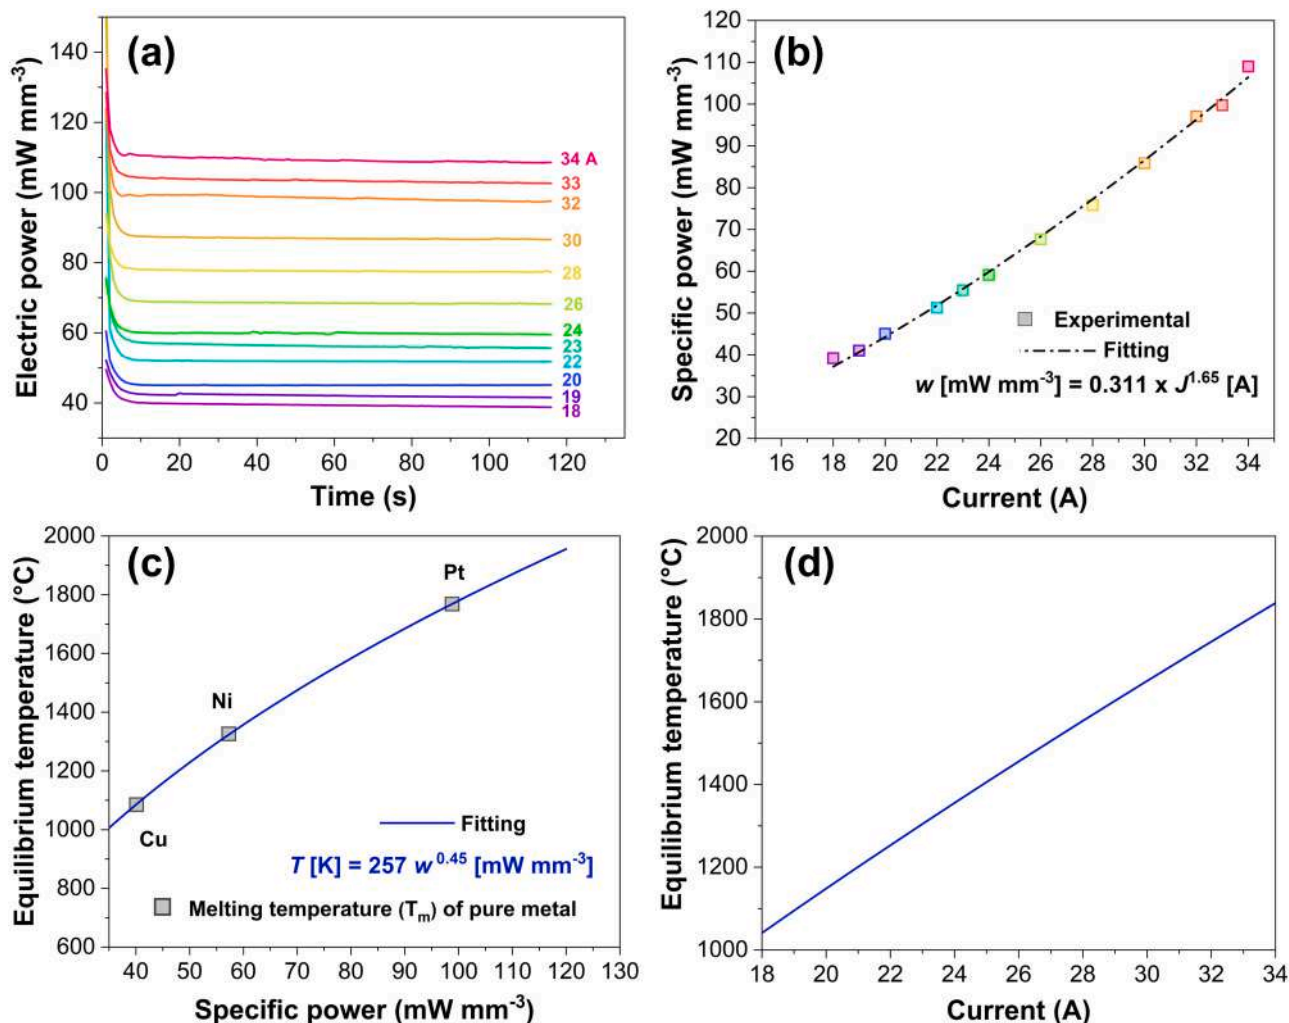 (a)
Electric power (mW mm⁻³)
140
120
100
80
60
40
34 A
33
32
30
28
26
24
23
22
20
19
18
0 20 40 60 80 100 120
Time (s)
(b)
Specific power (mW mm⁻³)
120
110
100
90
80
70
60
50
40
30
20
Experimental
Fitting
w [mW mm⁻³] = 0.311 x J¹·⁶⁵ [A]
16 18 20 22 24 26 28 30 32 34
Current (A)
(c)
Equilibrium temperature (°C)
2000
1800
1600
1400
1200
1000
800
600
Pt
Ni
Cu
Fitting
T [K] = 257 w⁰·⁴⁵ [mW mm⁻³]
Melting temperature (Tₘ) of pure metal
40 50 60 70 80 90 100 110 120 130
Specific power (mW mm⁻³)
(d)
Equilibrium temperature (°C)
2000
1800
1600
1400
1200
1000
18 20 22 24 26 28 30 32 34
Current (A)